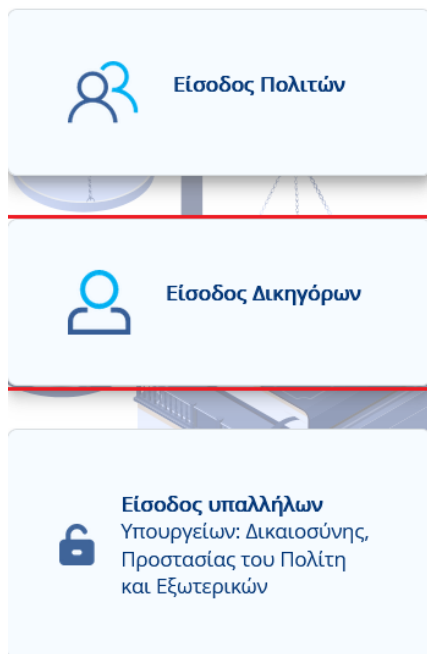 Είσοδος Πολιτών
Είσοδος Δικηγόρων
Είσοδος υπαλλήλων
Υπουργείων: Δικαιοσύνης,
Προστασίας του Πολίτη
και Εξωτερικών